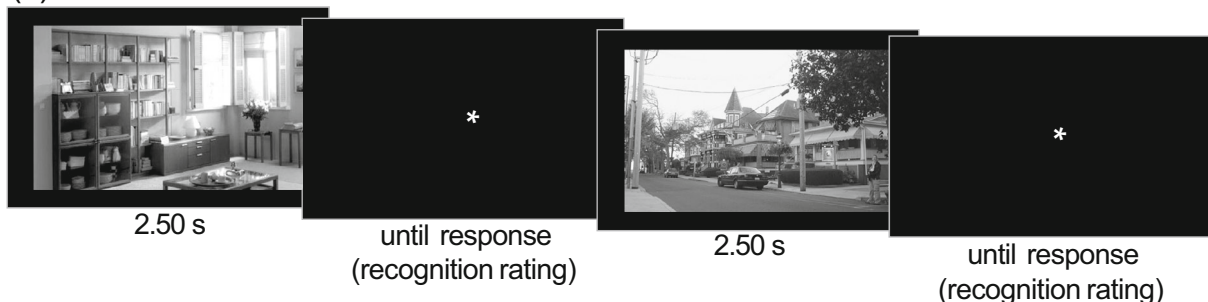 2.50 s
*
until response
(recognition rating)
2.50 s
*
until response
(recognition rating)